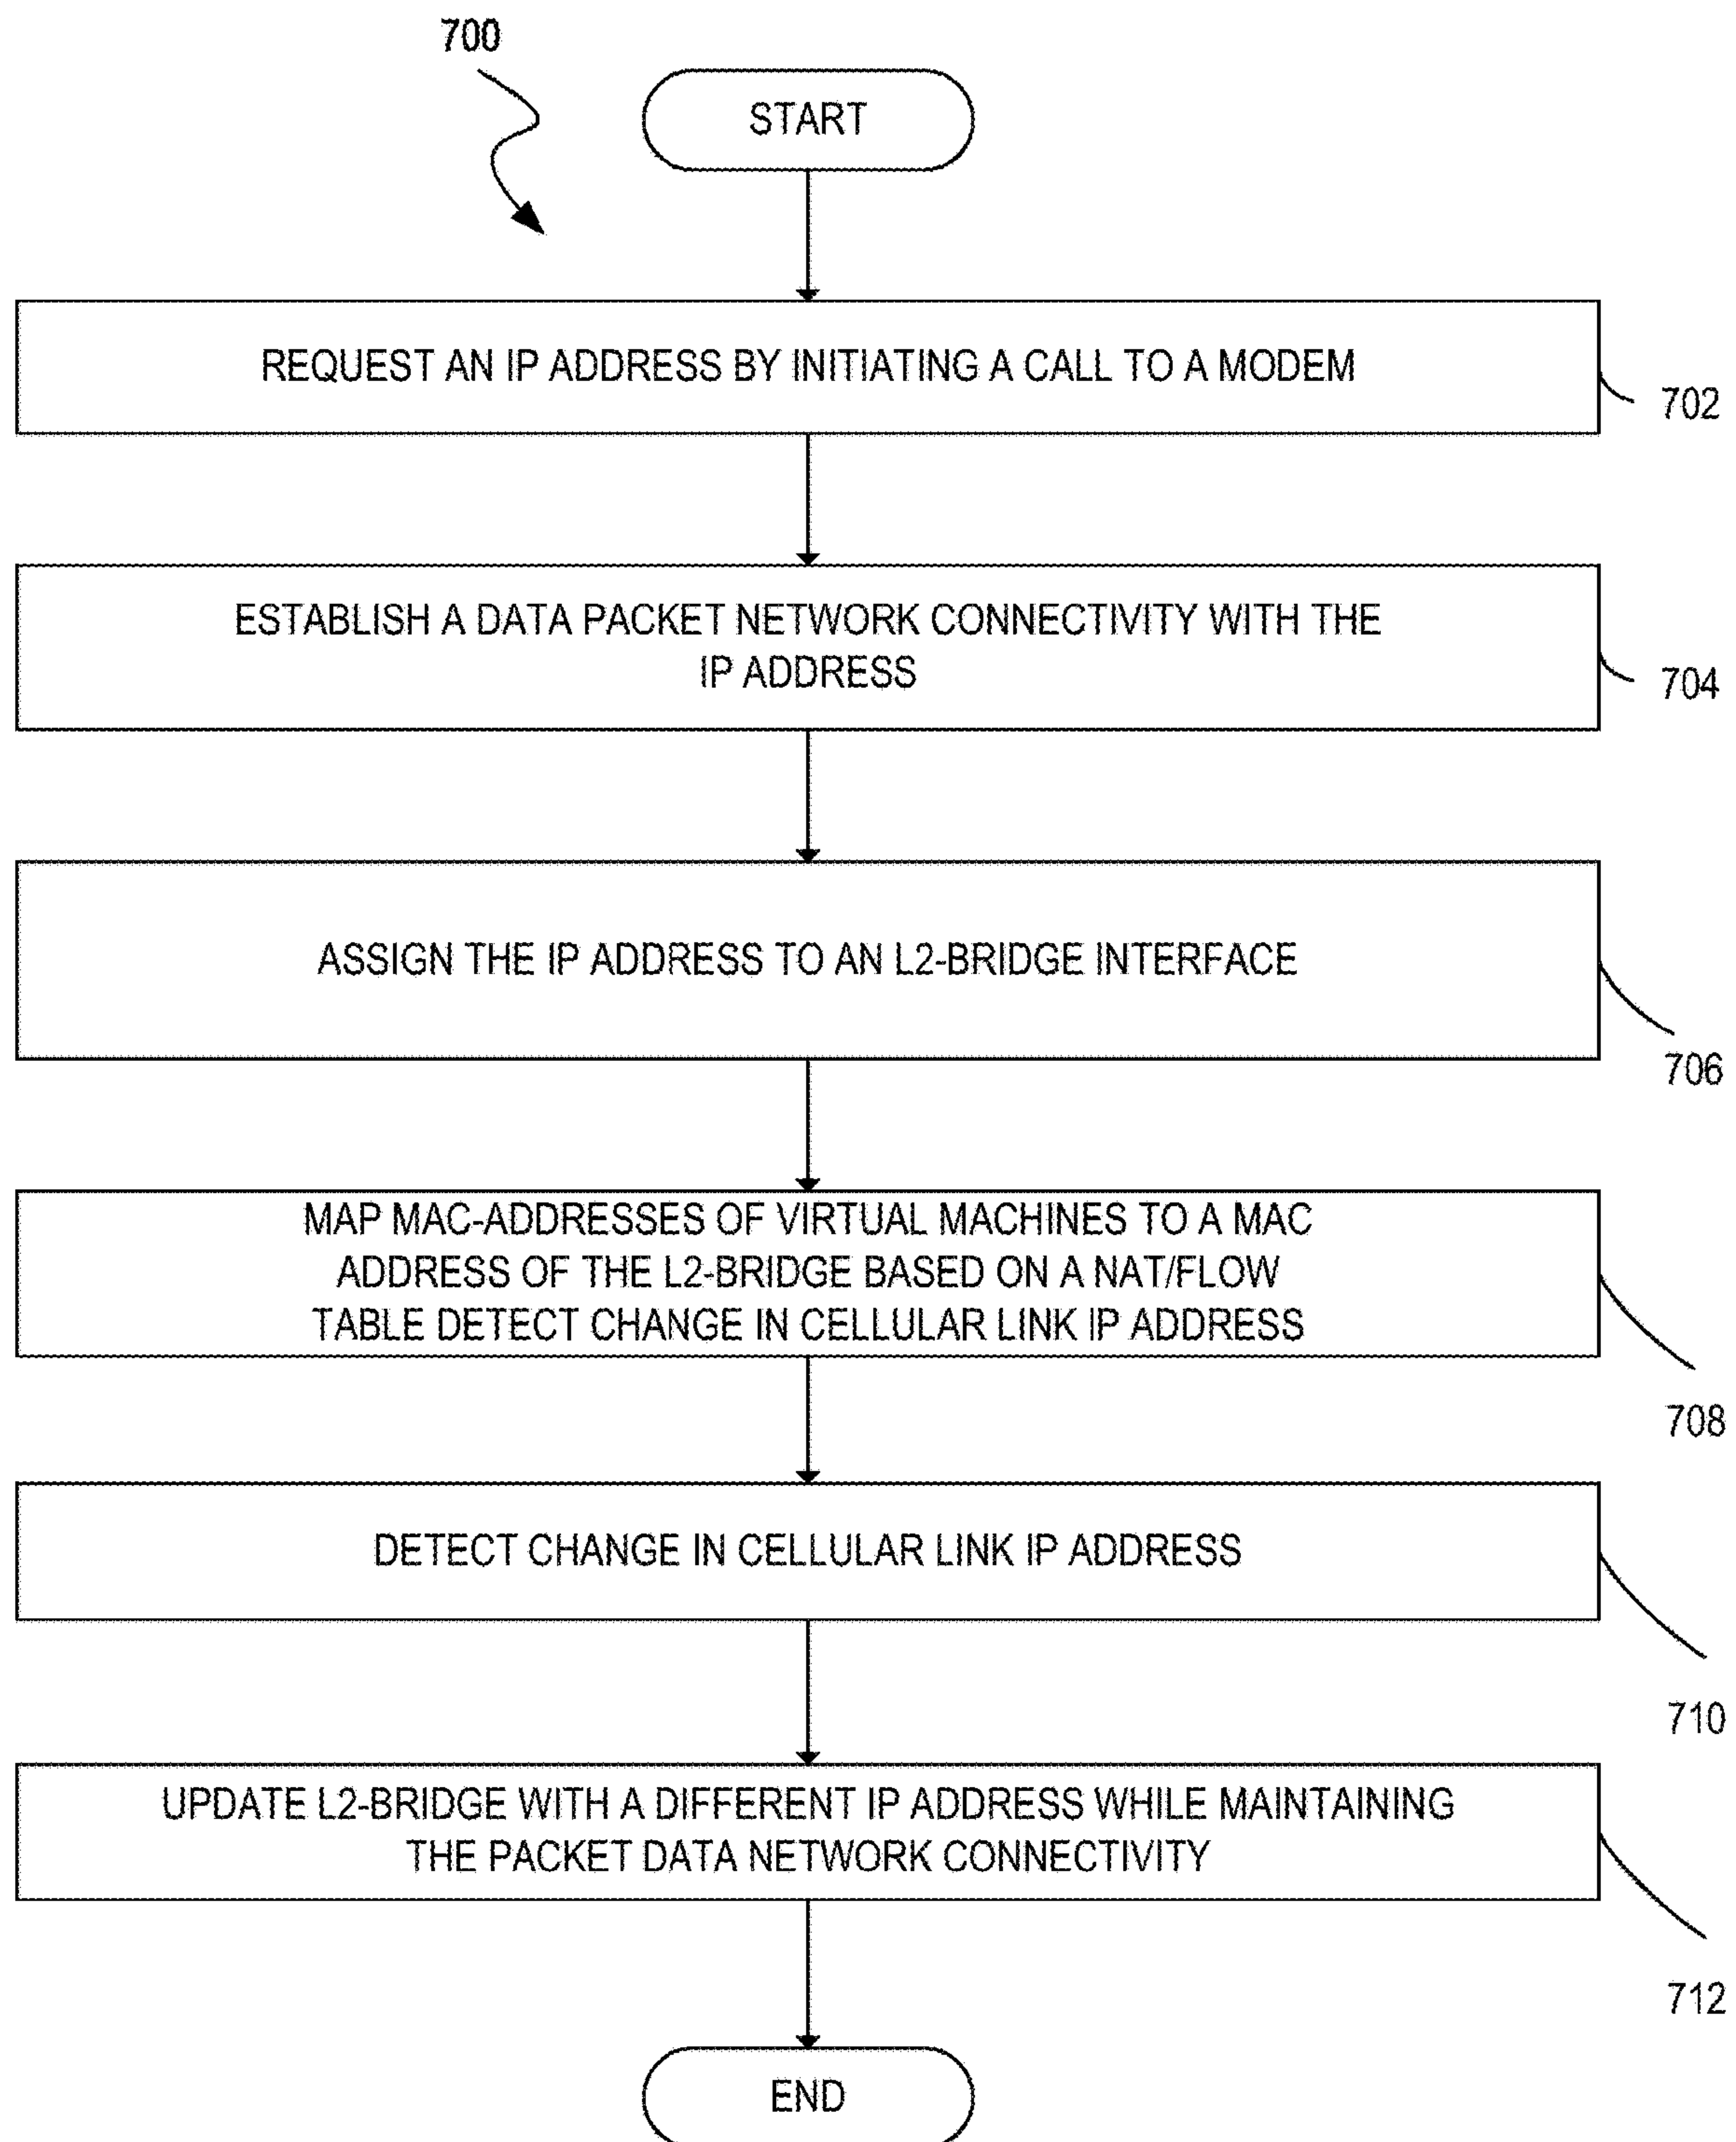 700
START
REQUEST AN IP ADDRESS BY INITIATING A CALL TO A MODEM
702
ESTABLISH A DATA PACKET NETWORK CONNECTIVITY WITH THE
IP ADDRESS
704
ASSIGN THE IP ADDRESS TO AN L2-BRIDGE INTERFACE
706
MAP MAC-ADDRESSES OF VIRTUAL MACHINES TO A MAC
ADDRESS OF THE L2-BRIDGE BASED ON A NAT/FLOW
TABLE DETECT CHANGE IN CELLULAR LINK IP ADDRESS
708
DETECT CHANGE IN CELLULAR LINK IP ADDRESS
710
UPDATE L2-BRIDGE WITH A DIFFERENT IP ADDRESS WHILE MAINTAINING
THE PACKET DATA NETWORK CONNECTIVITY
712
END